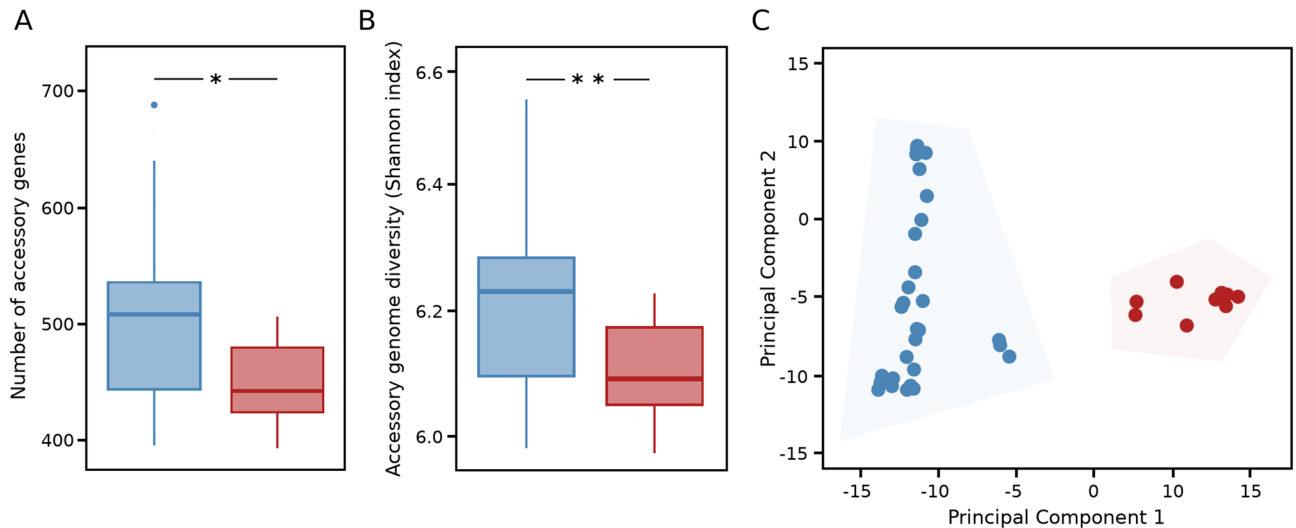 A
Number of accessory genes
700
600
500
400
*
B
Accessory genome diversity (Shannon index)
6.6
6.4
6.2
6.0
* *
C
Principal Component 2
15
10
0
-5
-10
-15
-15 -10 -5 0 10 15
Principal Component 1